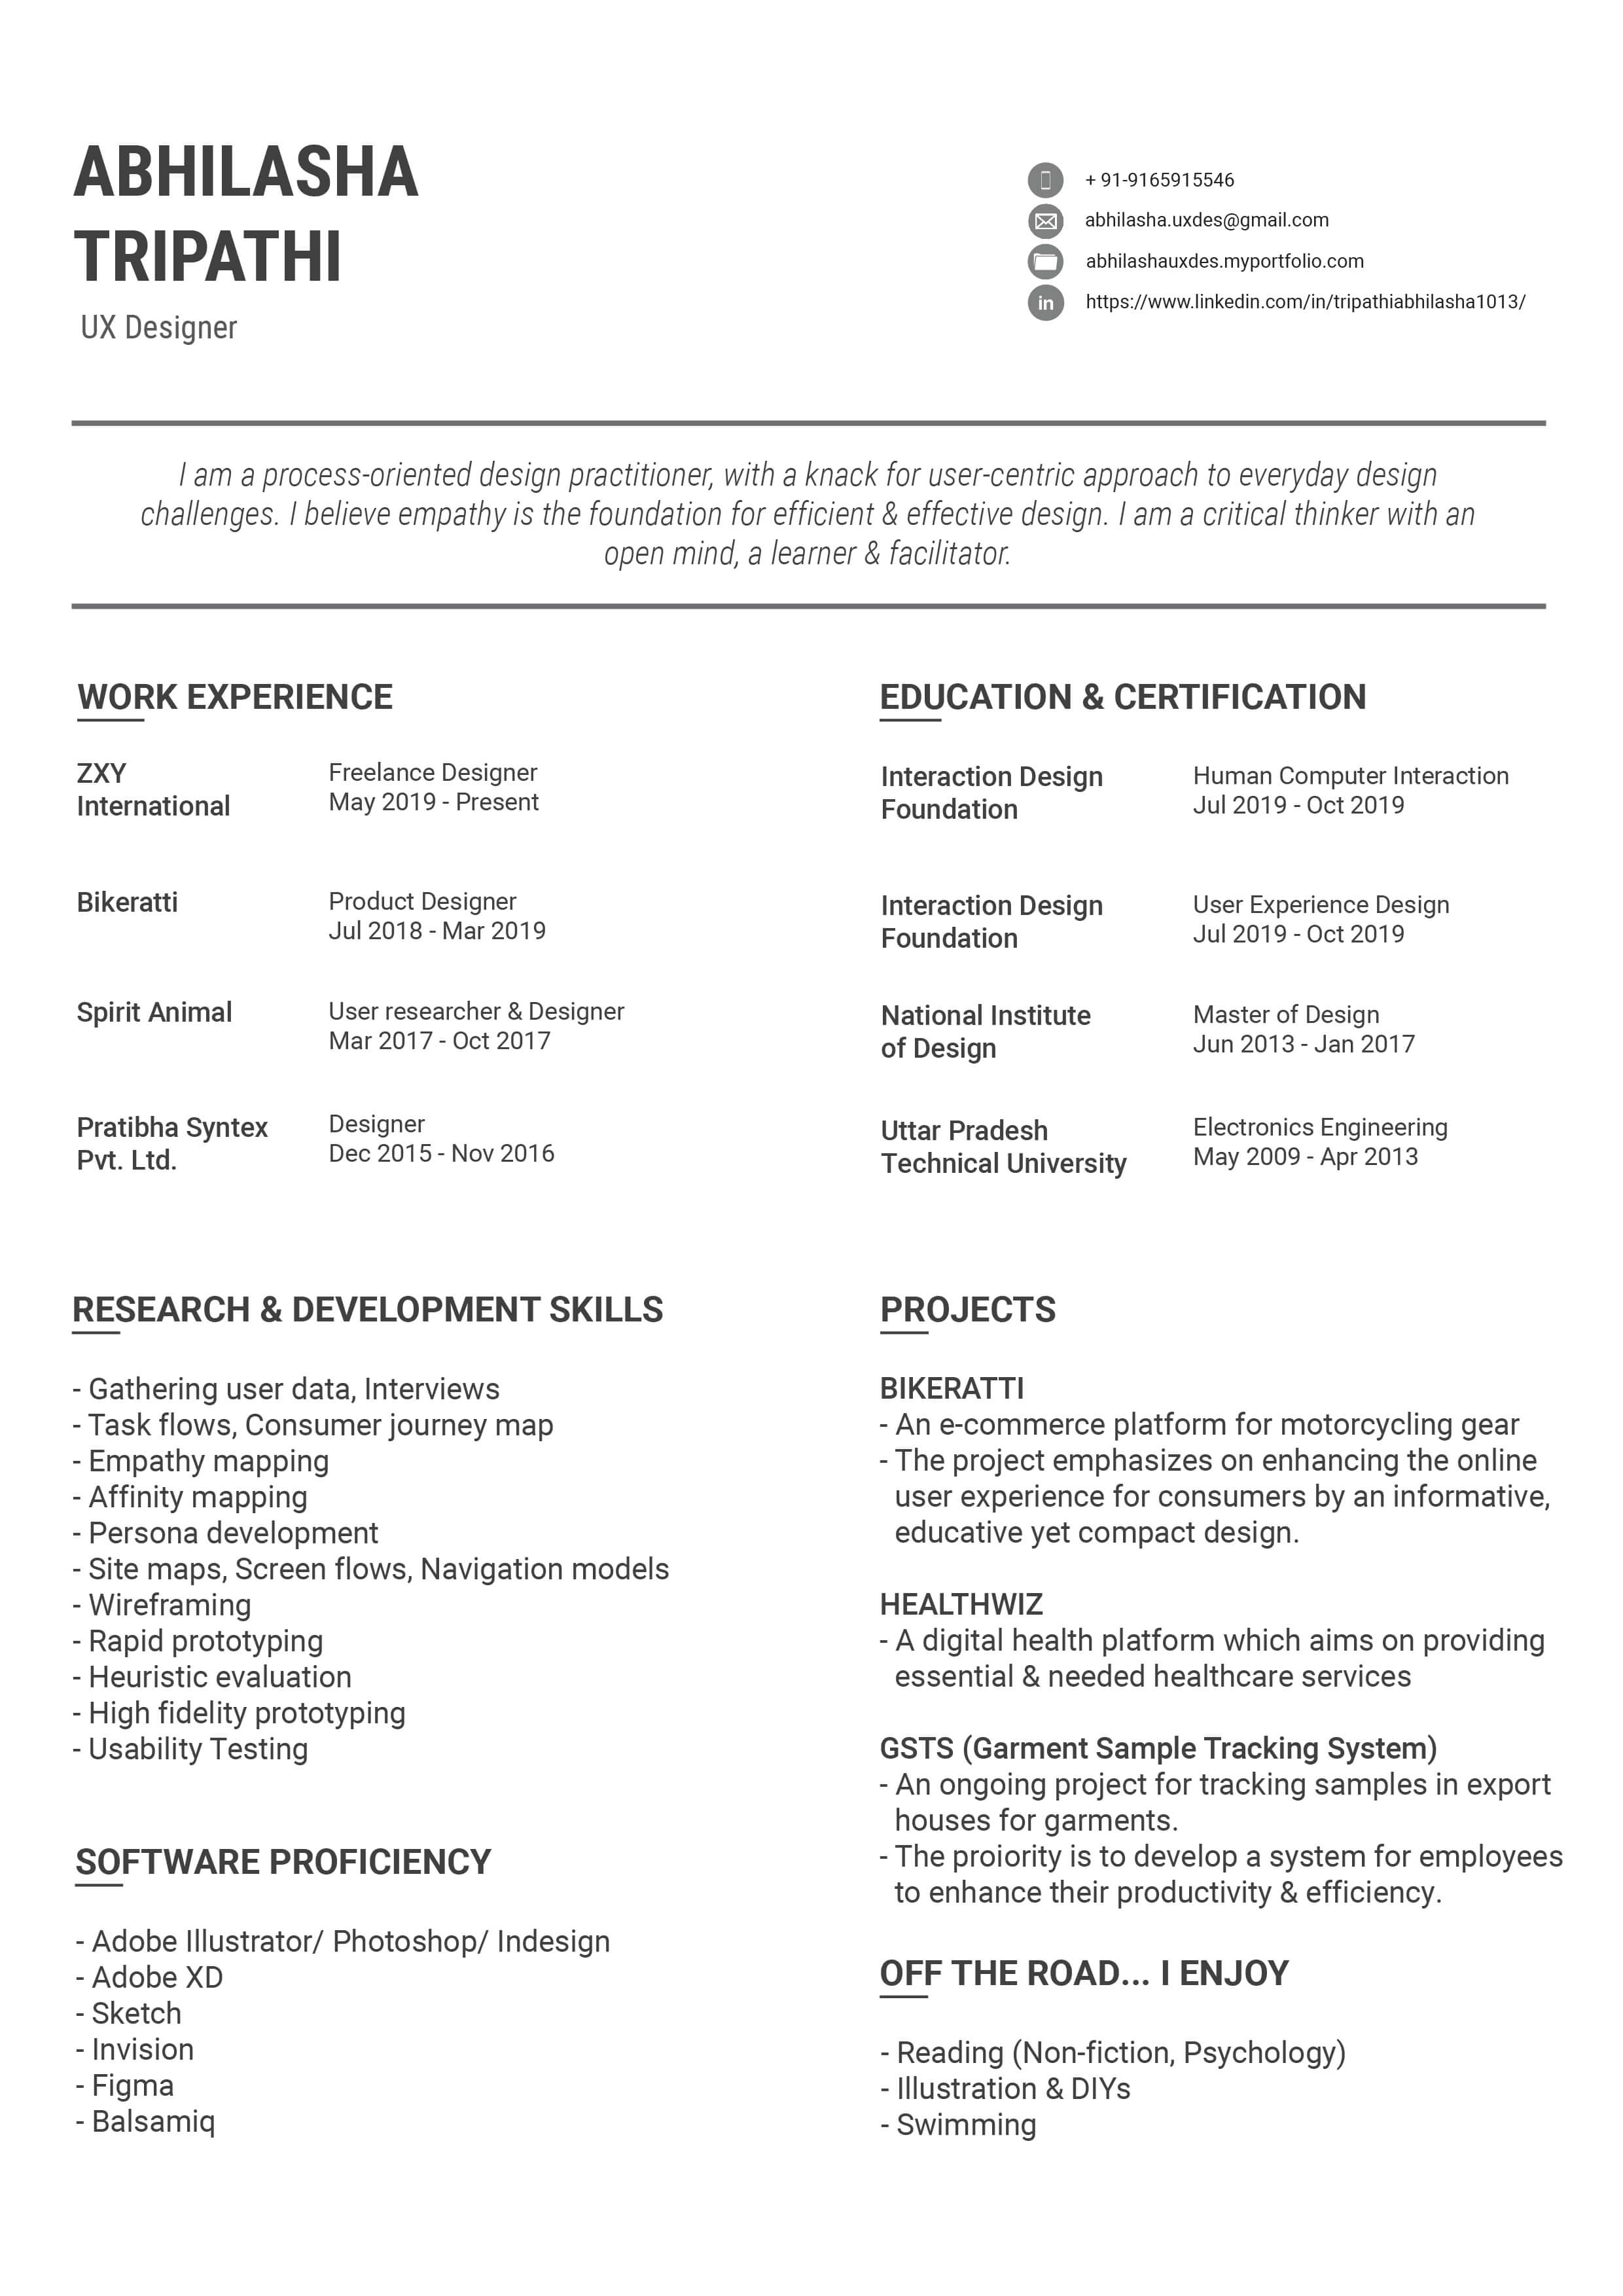 ABHILASHA
TRIPATHI
UX Designer
+ 91-9165915546
abhilasha.uxdes@gmail.com
abhilashauxdes.myportfolio.com
in https://www.linkedin.com/in/tripathiabhilasha1013/
I am a process-oriented design practitioner, with a knack for user-centric approach to everyday design
challenges. I believe empathy is the foundation for efficient & effective design. I am a critical thinker with an
open mind, a learner & facilitator.
WORK EXPERIENCE
ZXY
International
Freelance Designer
May 2019 - Present
Bikeratti
Product Designer
Jul 2018 - Mar 2019
Spirit Animal
User researcher & Designer
Mar 2017 - Oct 2017
Pratibha Syntex
Pvt. Ltd.
Designer
Dec 2015 - Nov 2016
EDUCATION & CERTIFICATION
Interaction Design
Foundation
Human Computer Interaction
Jul 2019 - Oct 2019
Interaction Design
Foundation
User Experience Design
Jul 2019 - Oct 2019
National Institute
of Design
Master of Design
Jun 2013 - Jan 2017
Uttar Pradesh
Technical University
Electronics Engineering
May 2009 - Apr 2013
RESEARCH & DEVELOPMENT SKILLS
- Gathering user data, Interviews
- Task flows, Consumer journey map
- Empathy mapping
- Affinity mapping
- Persona development
- Site maps, Screen flows, Navigation models
- Wireframing
- Rapid prototyping
- Heuristic evaluation
- High fidelity prototyping
- Usability Testing
SOFTWARE PROFICIENCY
- Adobe Illustrator/ Photoshop/ Indesign
- Adobe XD
- Sketch
- Invision
- Figma
- Balsamiq
PROJECTS
BIKERATTI
- An e-commerce platform for motorcycling gear
- The project emphasizes on enhancing the online
user experience for consumers by an informative,
educative yet compact design.
HEALTHWIZ
- A digital health platform which aims on providing
essential & needed healthcare services
GSTS (Garment Sample Tracking System)
- An ongoing project for tracking samples in export
houses for garments.
- The proiority is to develop a system for employees
to enhance their productivity & efficiency.
OFF THE ROAD... I ENJOY
- Reading (Non-fiction, Psychology)
- Illustration & DIYs
- Swimming